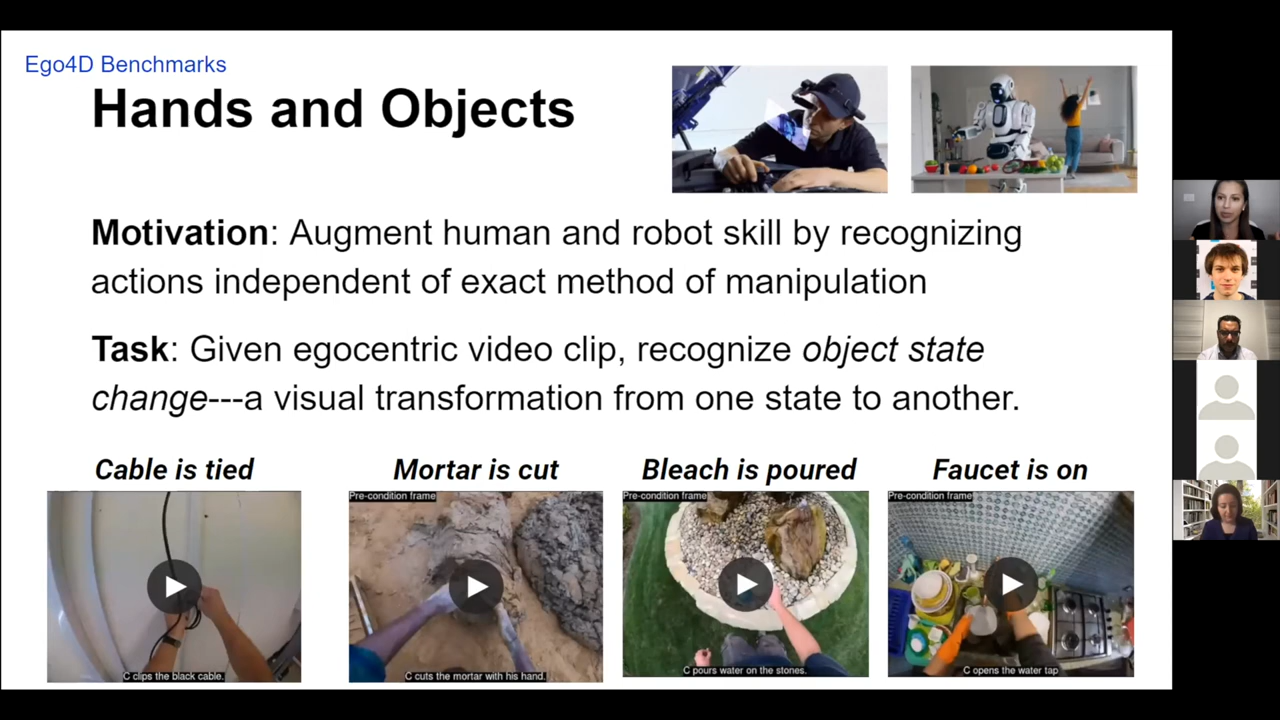 Ego4D Benchmarks
Hands and Objects
Motivation: Augment human and robot skill by recognizing
actions independent of exact method of manipulation
Task: Given egocentric video clip, recognize object state
change---a visual transformation from one state to another.
Cable is tied
Mortar is cut
Bleach is poured
Faucet is on
Pre-condition frame
Pre-condition frame
Pre-condition frame
C clips the black cable.
C cuts the mortar with his hand.
C pours water on the stones.
C opens the water tap